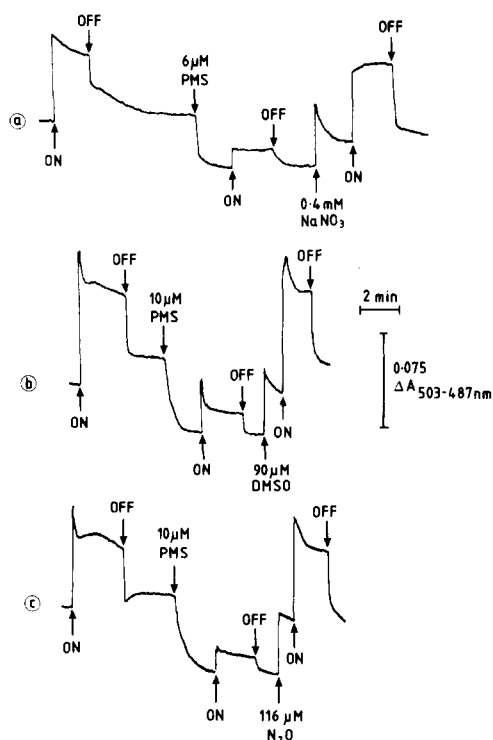 OFF
OFF
6µM
PMS
OFF
ⓐ
ON
ON
ON
0·4 mM
NaNO₃
OFF
OFF
10µM
PMS
2 min
OFF
ⓑ
0·075
ΔA503-487nm
ON
ON
ON
90µM
DMSO
OFF
OFF
10µM
PMS
OFF
ⓒ
ON
ON
ON
116 µM
N₂O